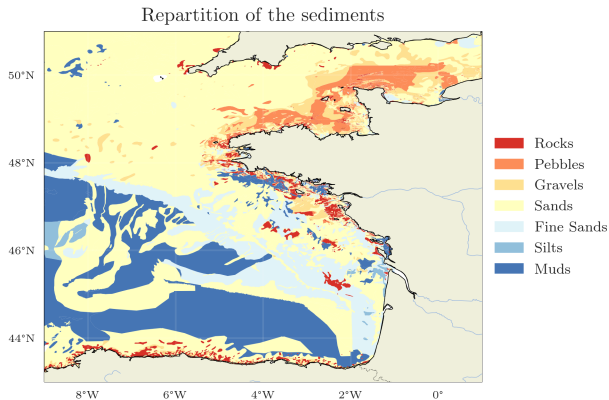 Repartition of the sediments
50°N
48°N
46°N
44°N
8°W
6°W
4°W
2°W
0°
Rocks
Pebbles
Gravels
Sands
Fine Sands
Silts
Muds